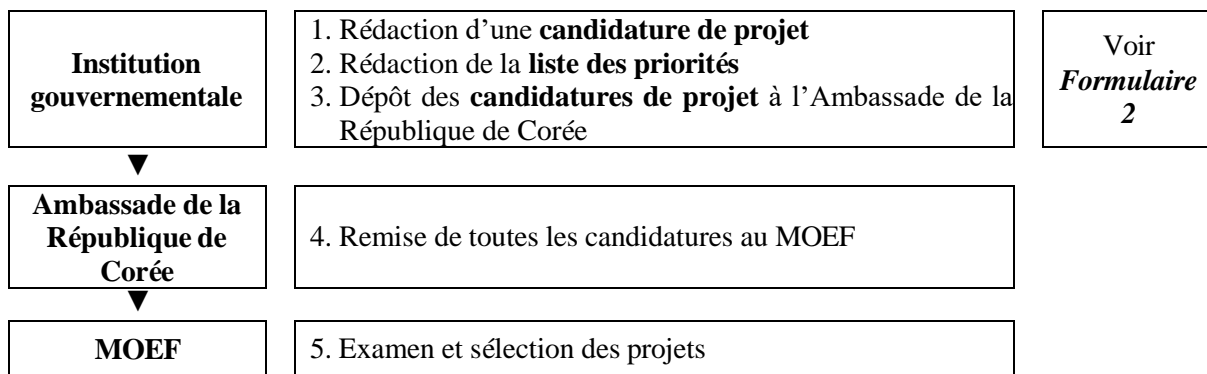 Institution
gouvernementale
1. Rédaction d’une candidature de projet
2. Rédaction de la liste des priorités
3. Dépôt des candidatures de projet à l’Ambassade de la
République de Corée
Voir
Formulaire
2
▼
Ambassade de la
République de
Corée
4. Remise de toutes les candidatures au MOEF
▼
MOEF
5. Examen et sélection des projets